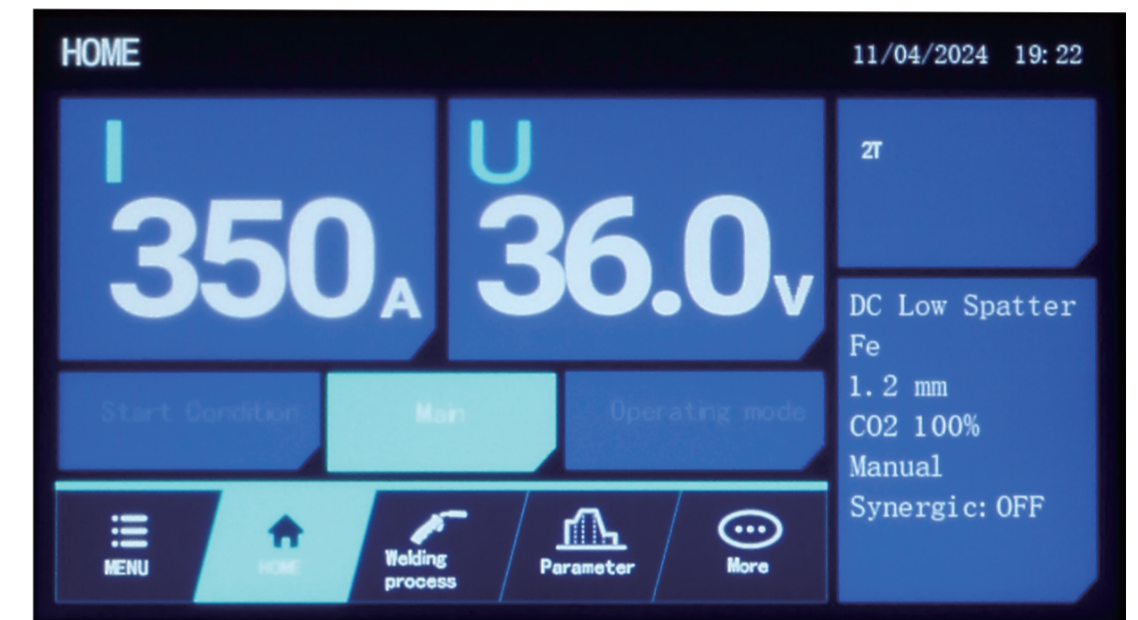 HOME
11/04/2024 19:22
I
350A
U
36.0V
2T
Start Condition
Main
Operating mode
DC Low Spatter
Fe
1.2 mm
CO2 100%
Manual
Synergic: OFF
MENU
HOME
Welding
process
Parameter
More